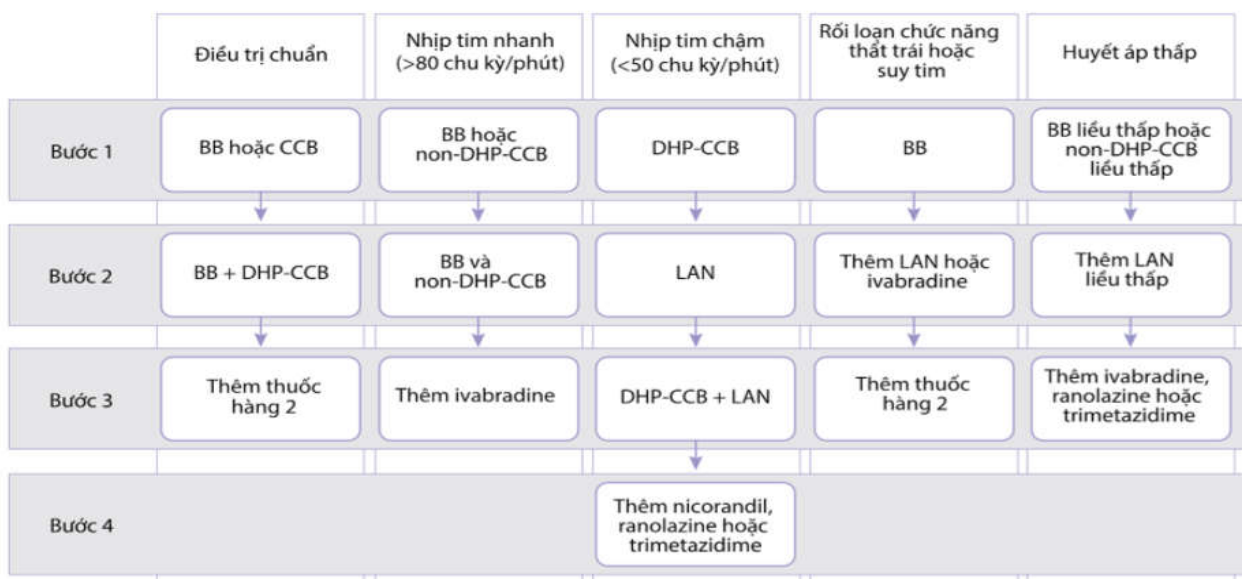 Điều trị chuẩn
Nhịp tim nhanh
(>80 chu kỳ/phút)
Nhịp tim chậm
(<50 chu kỳ/phút)
Rối loạn chức năng
thất trái hoặc
suy tim
Huyết áp thấp
Bước 1
BB hoặc CCB
BB hoặc
non-DHP-CCB
DHP-CCB
BB
BB liều thấp hoặc
non-DHP-CCB
liều thấp
Bước 2
BB + DHP-CCB
BB và
non-DHP-CCB
LAN
Thêm LAN hoặc
ivabradine
Thêm LAN
liều thấp
Bước 3
Thêm thuốc
hàng 2
Thêm ivabradine
DHP-CCB + LAN
Thêm thuốc
hàng 2
Thêm ivabradine,
ranolazine hoặc
trimetazidime
Bước 4
Thêm nicorandil,
ranolazine hoặc
trimetazidime